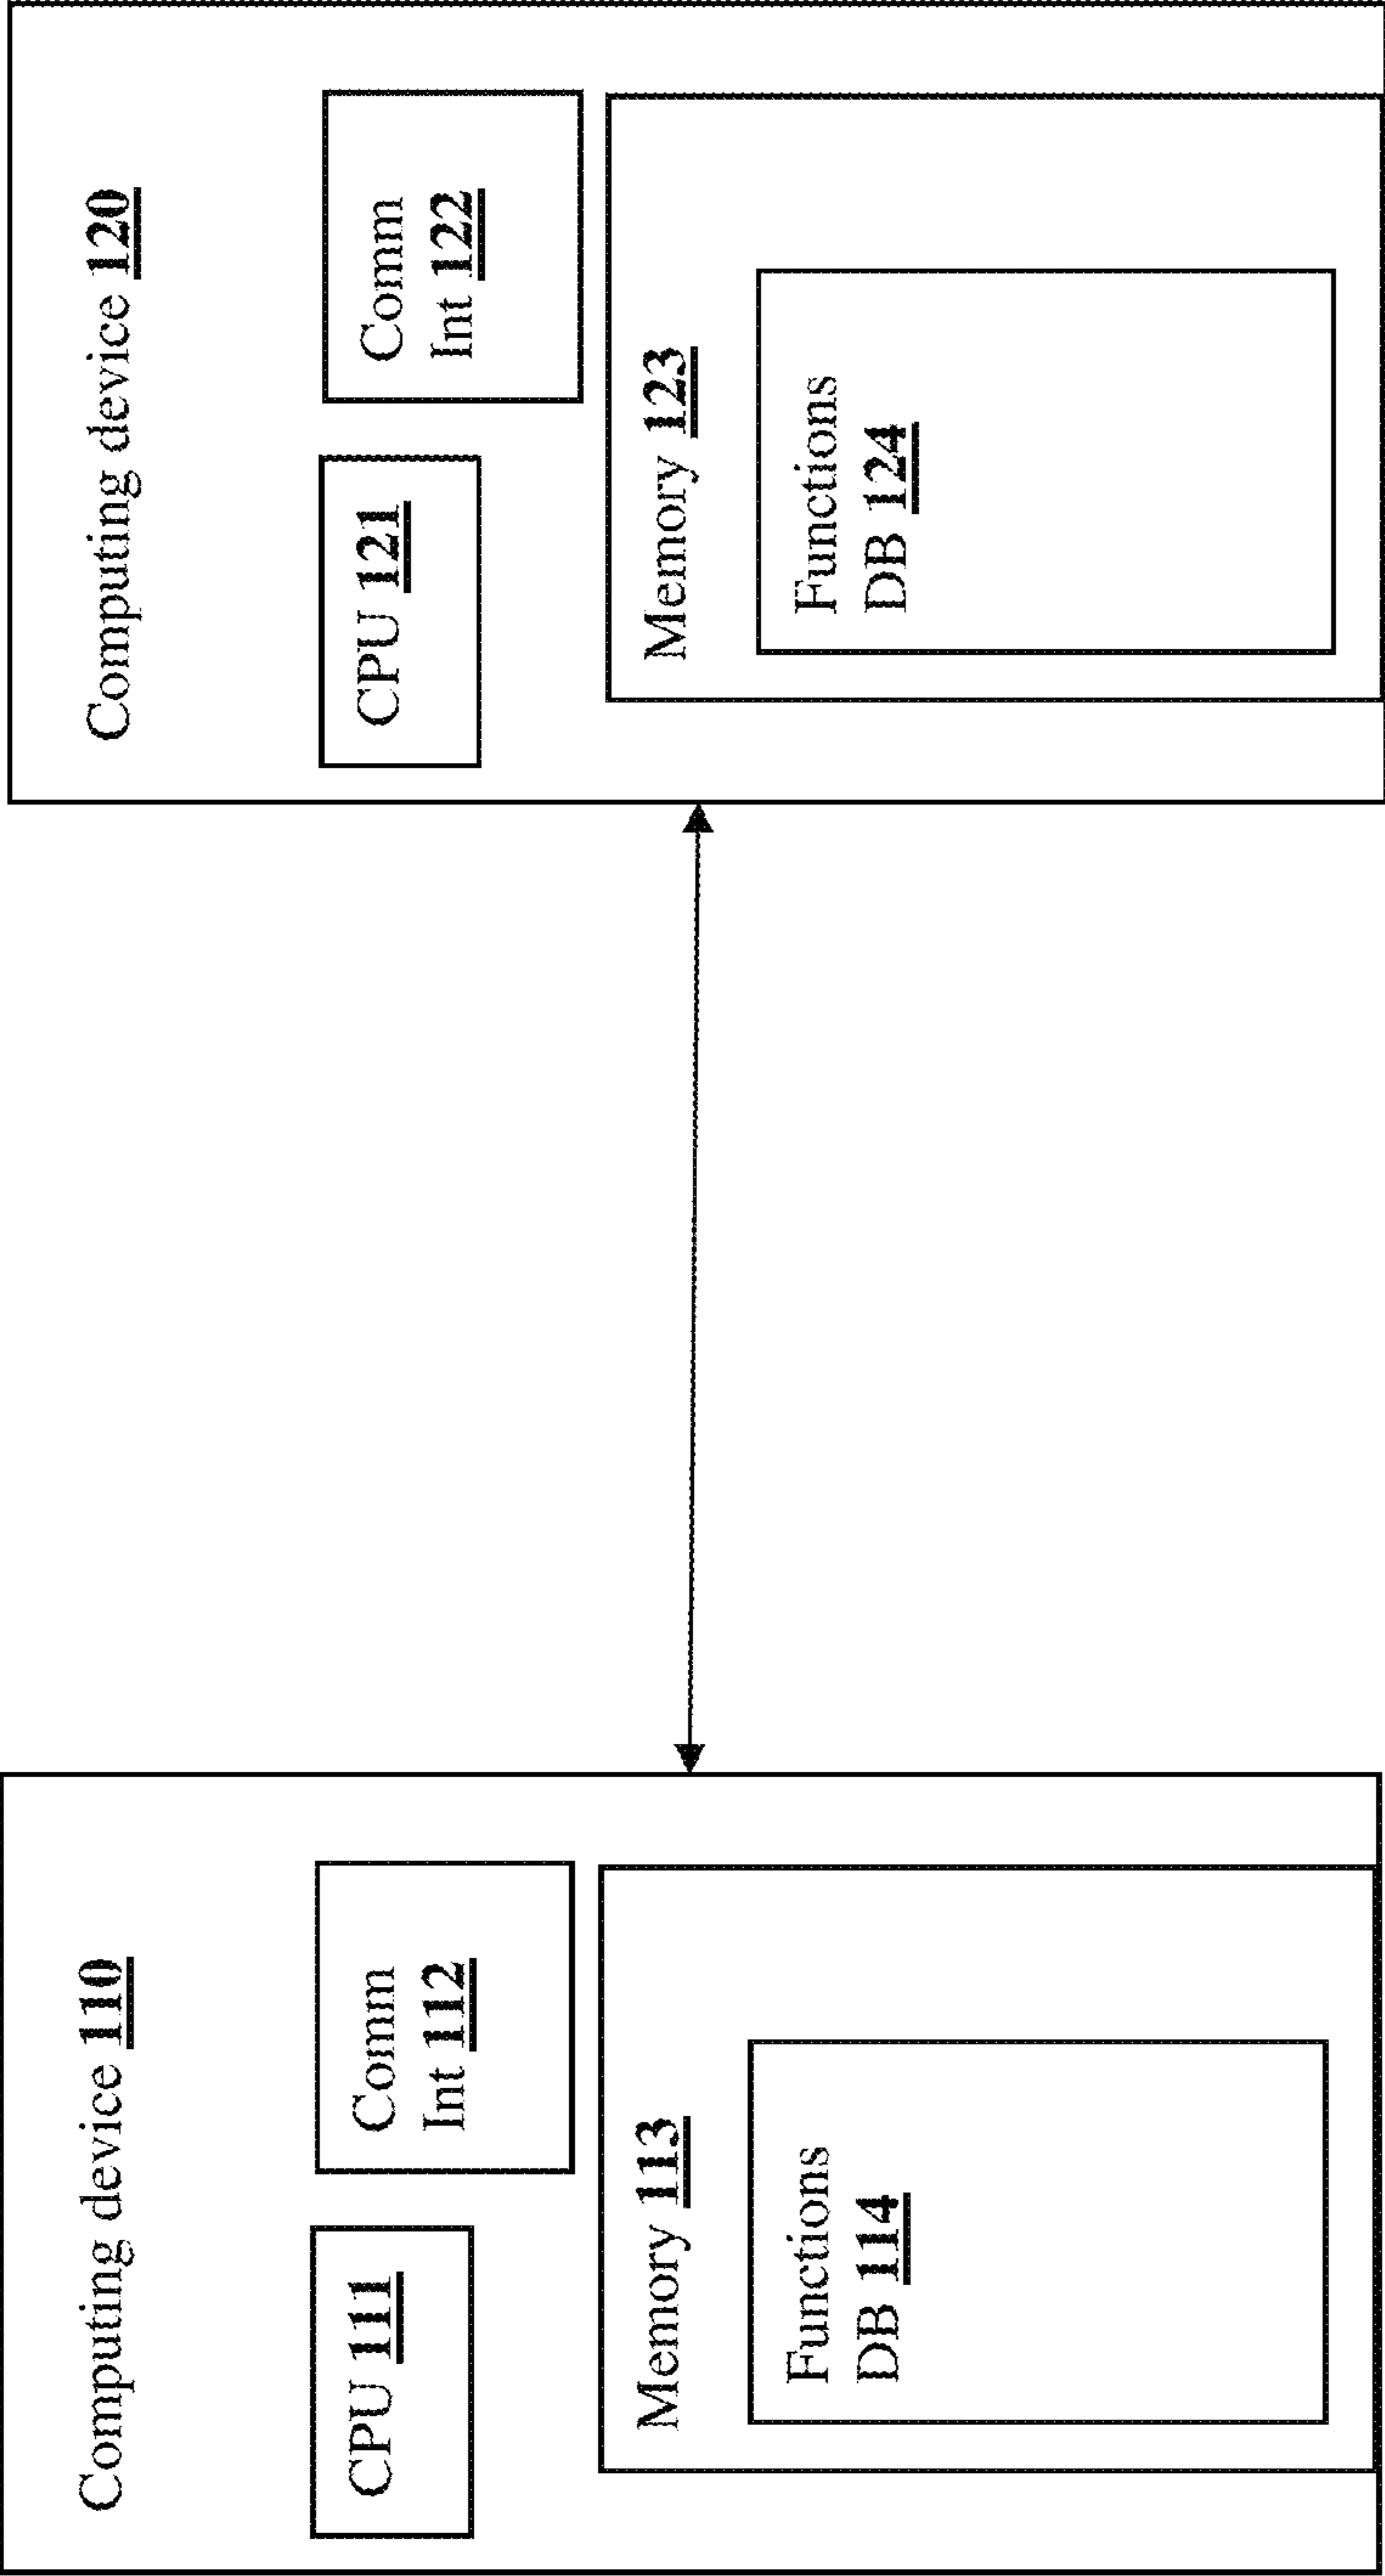 Computing device 110
CPU 111
Comm
Int 112
Memory 113
Functions
DB 114
Computing device 120
CPU 121
Comm
Int 122
Memory 123
Functions
DB 124